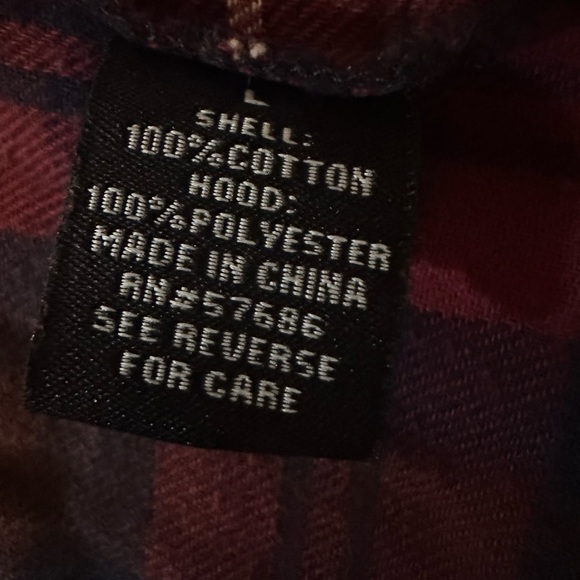 L
SHELL:
100%COTTON
HOOD:
100%POLYESTER
MADE IN CHINA
RN#57686
SEE REVERSE
FOR CARE